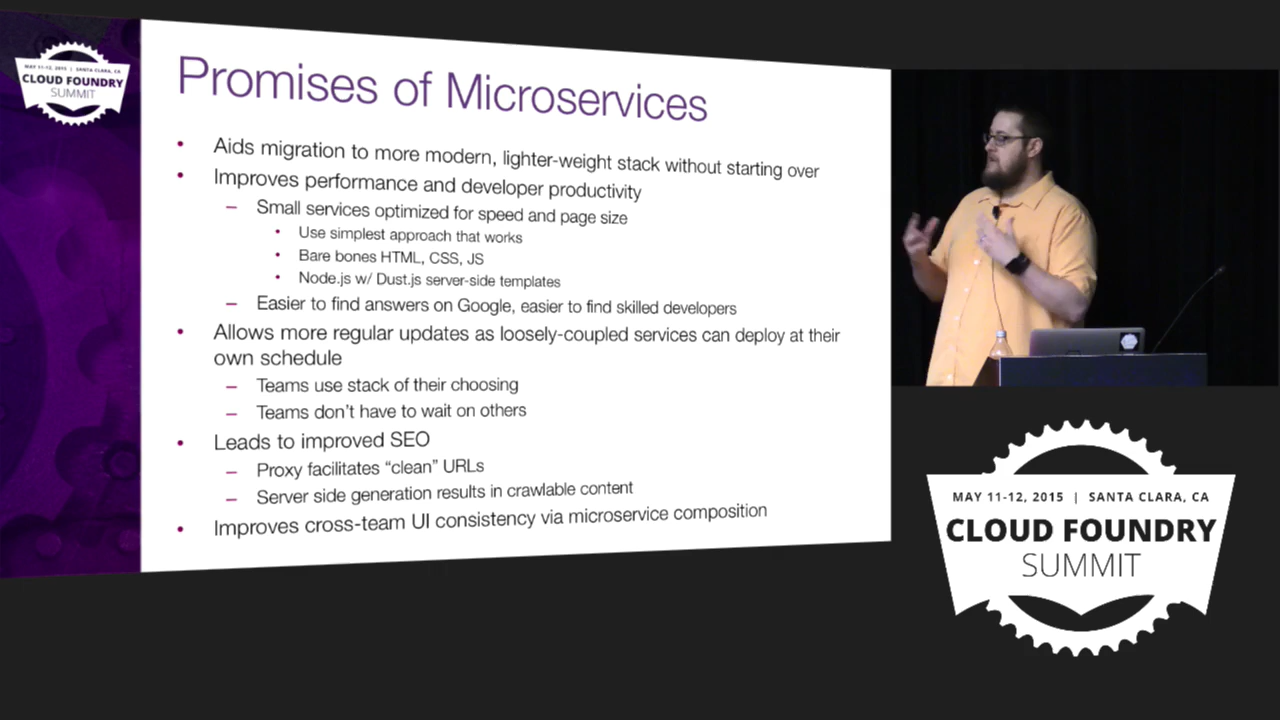 MAY 11-12, 2015 | SANTA CLARA, CA
CLOUD FOUNDRY
SUMMIT
Promises of Microservices
• Aids migration to more modern, lighter-weight stack without starting over
• Improves performance and developer productivity
– Small services optimized for speed and page size
• Use simplest approach that works
• Bare bones HTML, CSS, JS
• Node.js w/ Dust.js server-side templates
– Easier to find answers on Google, easier to find skilled developers
• Allows more regular updates as loosely-coupled services can deploy at their
own schedule
– Teams use stack of their choosing
– Teams don't have to wait on others
• Leads to improved SEO
– Proxy facilitates “clean” URLs
– Server side generation results in crawlable content
• Improves cross-team UI consistency via microservice composition
MAY 11-12, 2015 | SANTA CLARA, CA
CLOUD FOUNDRY
SUMMIT